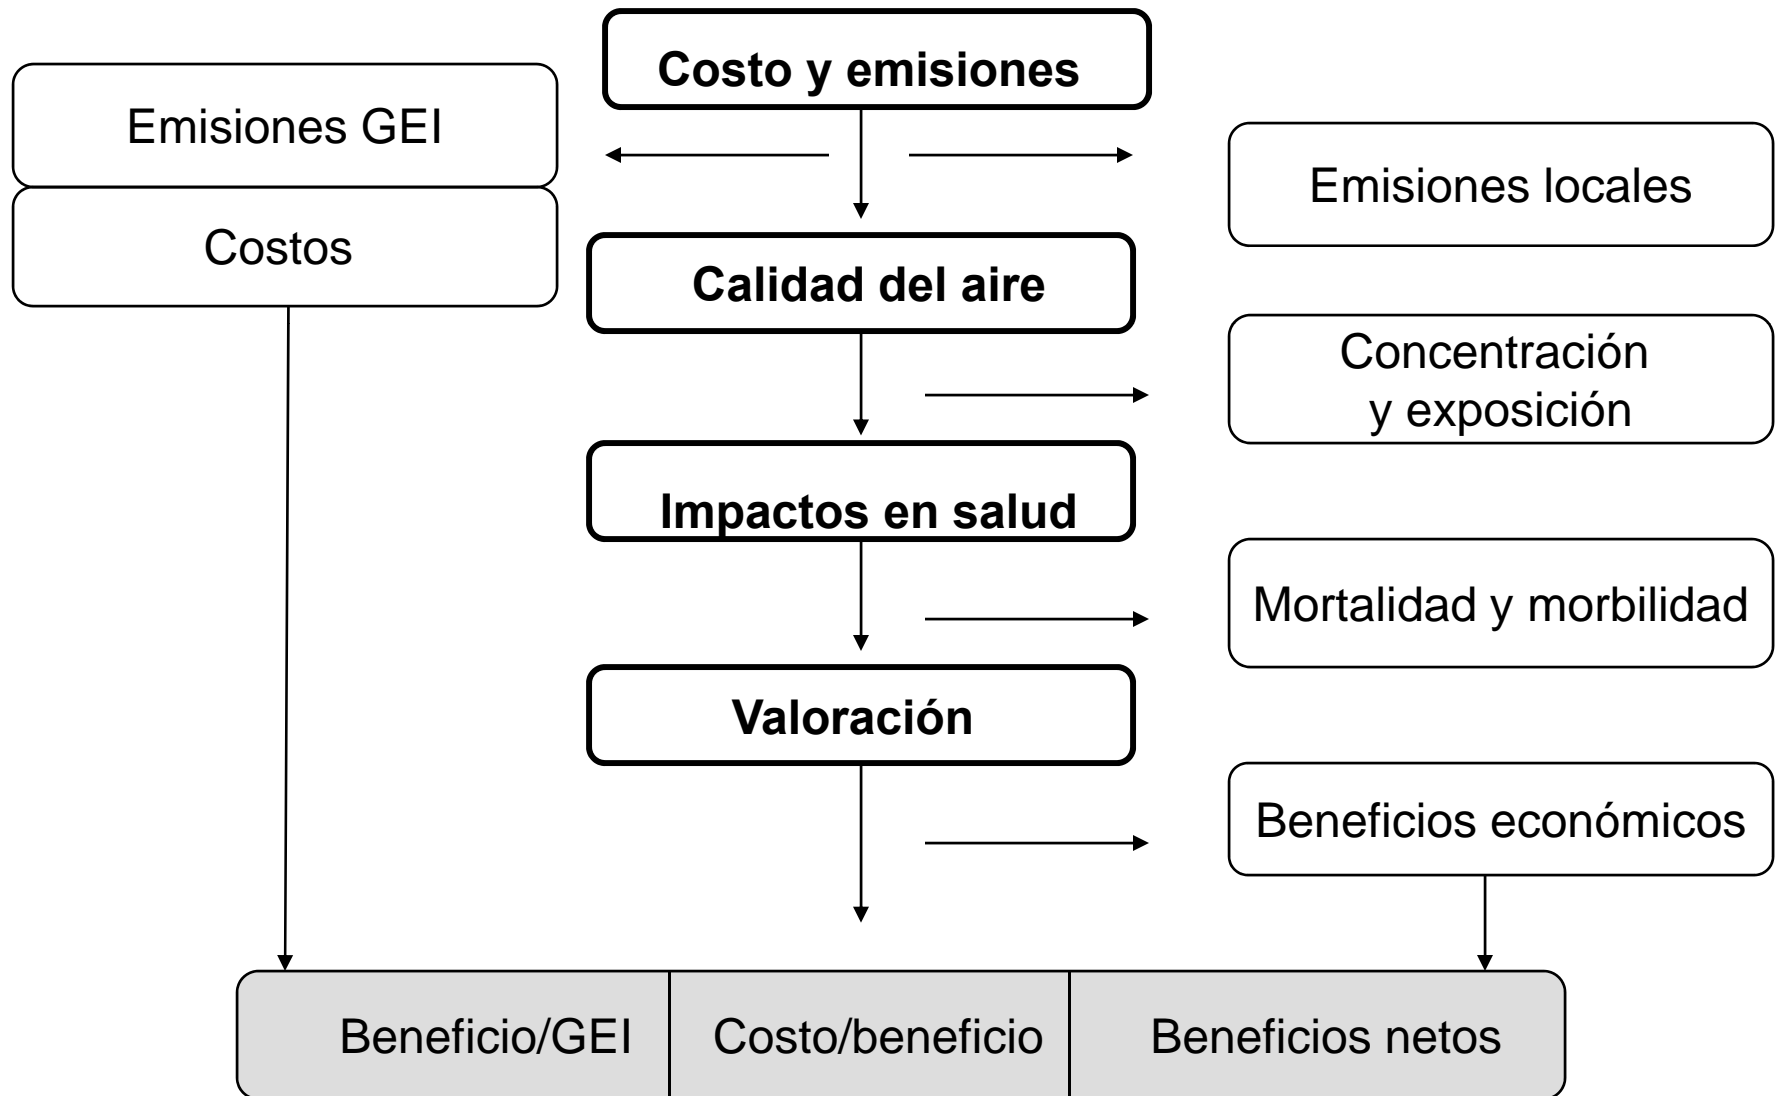 Costo y emisiones
Emisiones GEI
Costos
Emisiones locales
Calidad del aire
Concentración
y exposición
Impactos en salud
Mortalidad y morbilidad
Valoración
Beneficios económicos
Beneficio/GEI
Costo/beneficio
Beneficios netos